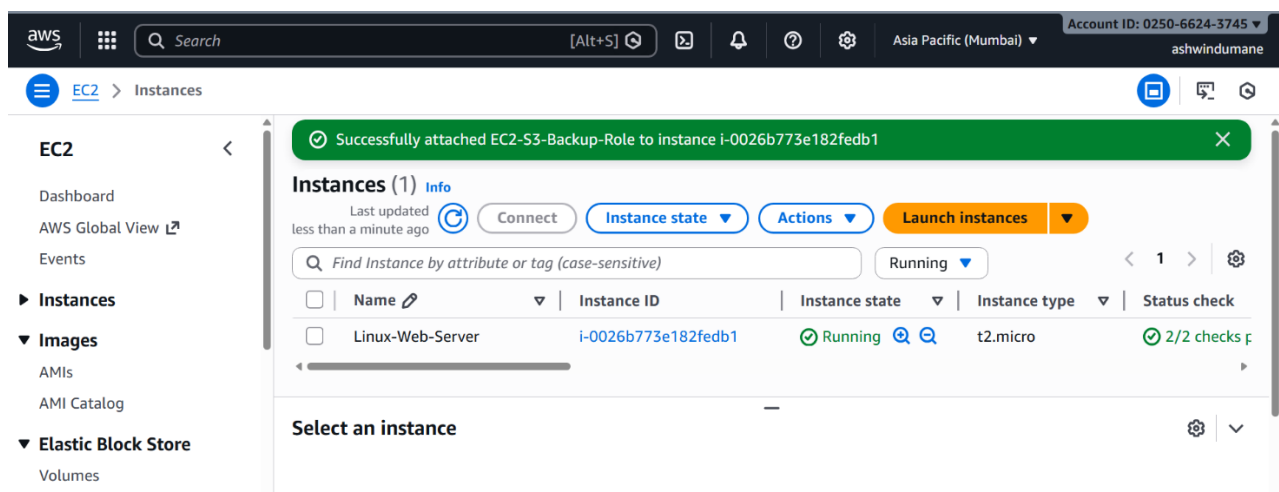 aws
Search [Alt+S] Asia Pacific (Mumbai) ▼ Account ID: 0250-6624-3745 ▼
ashwindumane
EC2 > Instances
EC2
Dashboard
AWS Global View
Events
Instances
Images
AMIs
AMI Catalog
Elastic Block Store
Volumes
Successfully attached EC2-S3-Backup-Role to instance i-0026b773e182fedb1
Instances (1) Info
Last updated
less than a minute ago
Connect Instance state ▼ Actions ▼ Launch instances ▼
Find Instance by attribute or tag (case-sensitive) Running ▼ < 1 >
Name Instance ID Instance state Instance type Status check
Linux-Web-Server i-0026b773e182fedb1 Running t2.micro 2/2 checks
Select an instance